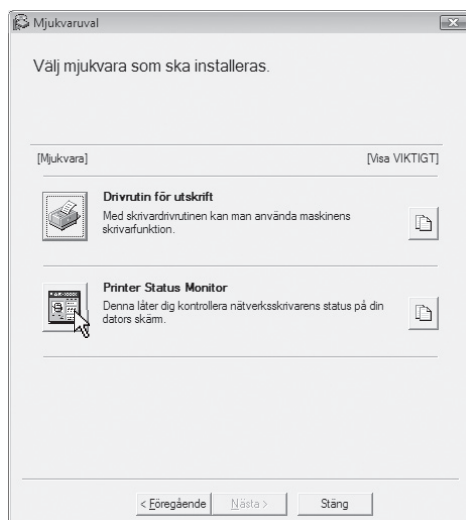 Mjukvaruval
Välj mjukvara som ska installeras.
[Mjukvara] [Visa VIKTIGT]
Drivrutin för utskrift
Med skrivardrivrutinen kan man använda maskinens
skrivarfunktion.
Printer Status Monitor
Denna låter dig kontrollera nätverksskrivarens status på din
dators skärm.
< Föregående Nästa > Stäng